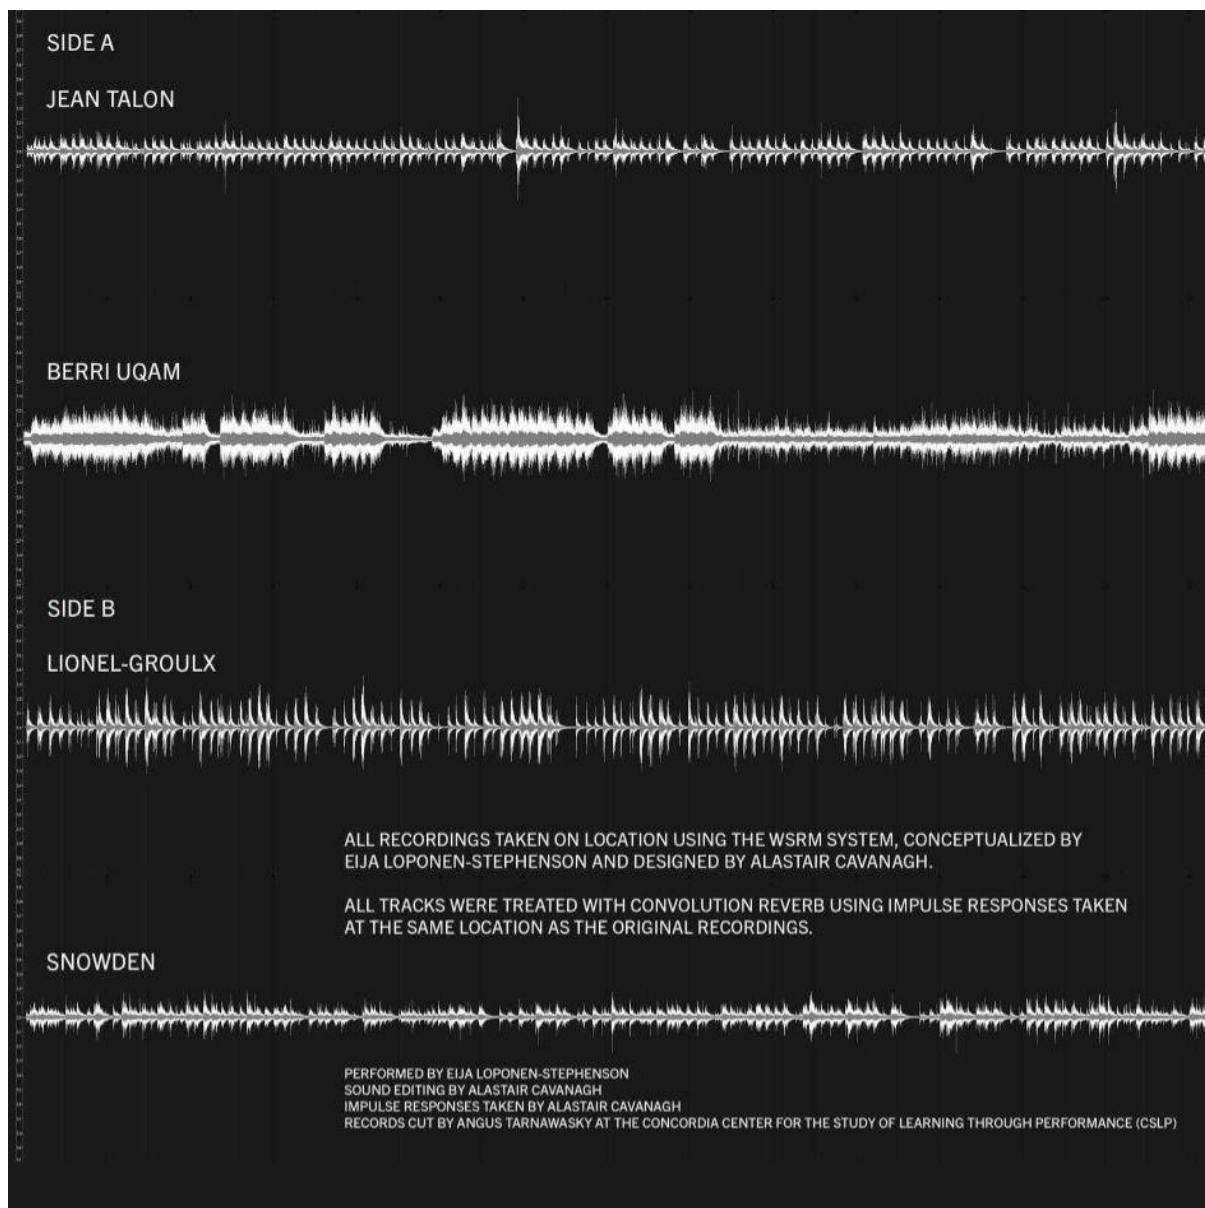 SIDE A
JEAN TALON
BERRI UQAM
SIDE B
LIONEL-GROULX
ALL RECORDINGS TAKEN ON LOCATION USING THE WSRM SYSTEM, CONCEPTUALIZED BY
EIJA LOPONEN-STEPHENSON AND DESIGNED BY ALASTAIR CAVANAGH.
ALL TRACKS WERE TREATED WITH CONVOLUTION REVERB USING IMPULSE RESPONSES TAKEN
AT THE SAME LOCATION AS THE ORIGINAL RECORDINGS.
SNOWDEN
PERFORMED BY EIJA LOPONEN-STEPHENSON
SOUND EDITING BY ALASTAIR CAVANAGH
IMPULSE RESPONSES TAKEN BY ALASTAIR CAVANAGH
RECORDS CUT BY ANGUS TARNAWASKY AT THE CONCORDIA CENTER FOR THE STUDY OF LEARNING THROUGH PERFORMANCE (CSLP)